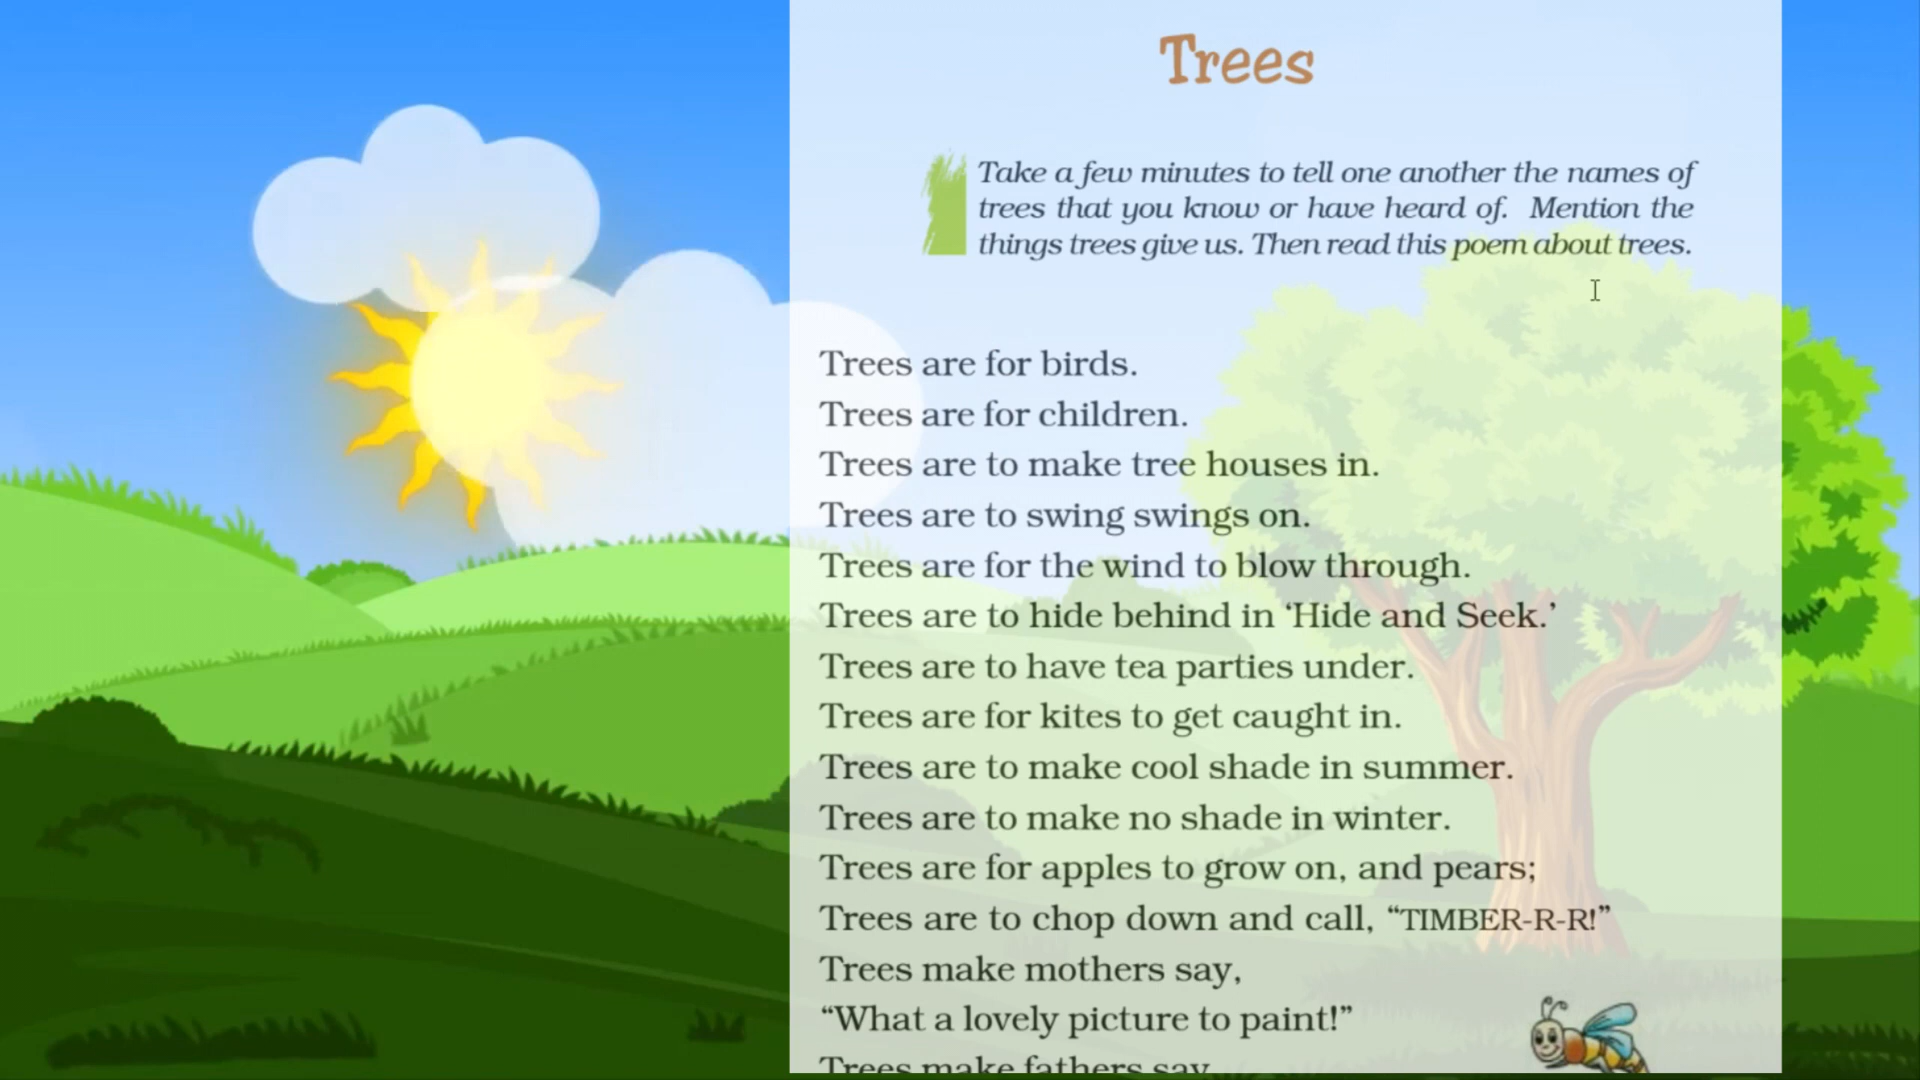 Trees
Take a few minutes to tell one another the names of
trees that you know or have heard of. Mention the
things trees give us. Then read this poem about trees.
Trees are for birds.
Trees are for children.
Trees are to make tree houses in.
Trees are to swing swings on.
Trees are for the wind to blow through.
Trees are to hide behind in ‘Hide and Seek.’
Trees are to have tea parties under.
Trees are for kites to get caught in.
Trees are to make cool shade in summer.
Trees are to make no shade in winter.
Trees are for apples to grow on, and pears;
Trees are to chop down and call, “TIMBER-R-R!”
Trees make mothers say,
“What a lovely picture to paint!”
Trees make fathers say,